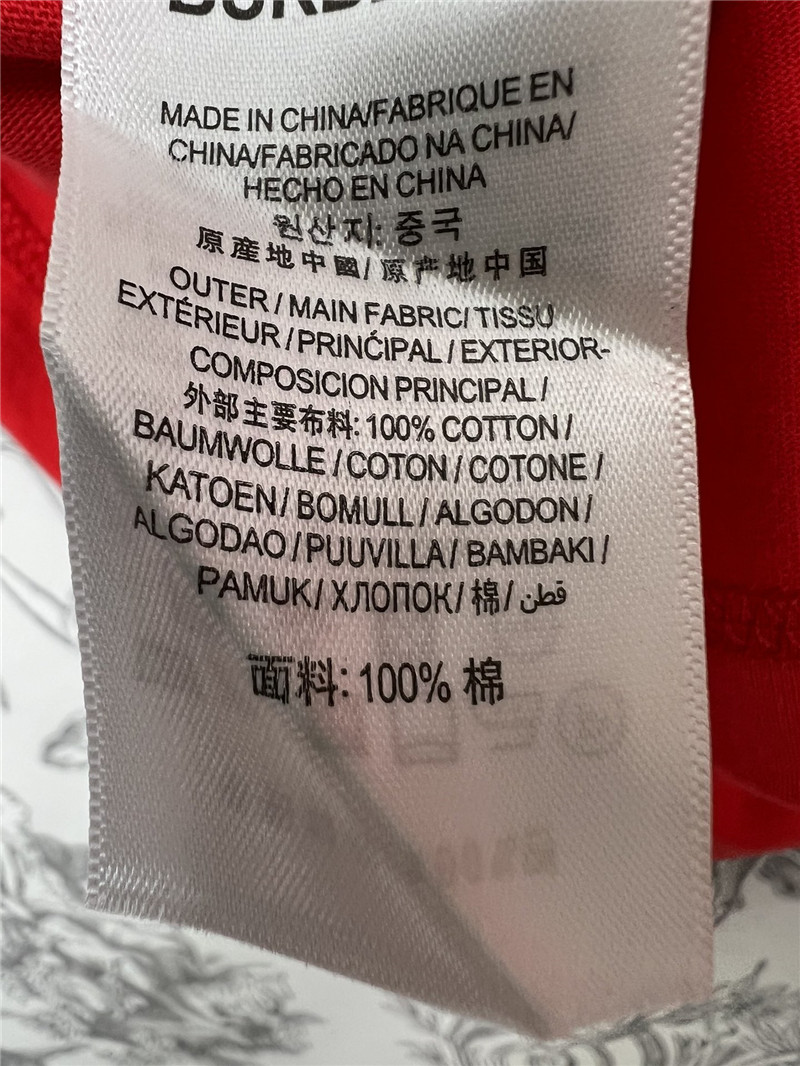 MADE IN CHINA/FABRIQUE EN
CHINA/FABRICADO NA CHINA/
HECHO EN CHINA
원산지: 중국
原産地中國/ 原产地中国
OUTER / MAIN FABRIC/ TISSU
EXTÉRIEUR / PRINĆIPAL / EXTERIOR-
COMPOSICION PRINCIPAL /
外部主要布料: 100% COTTON /
BAUMWOLLE / COTON / COTONE /
KATOEN / BOMULL / ALGODON /
ALGODAO / PUUVILLA / BAMBAKI /
PAMUK / ХЛОПОК / 棉 / قطن
面料: 100% 棉